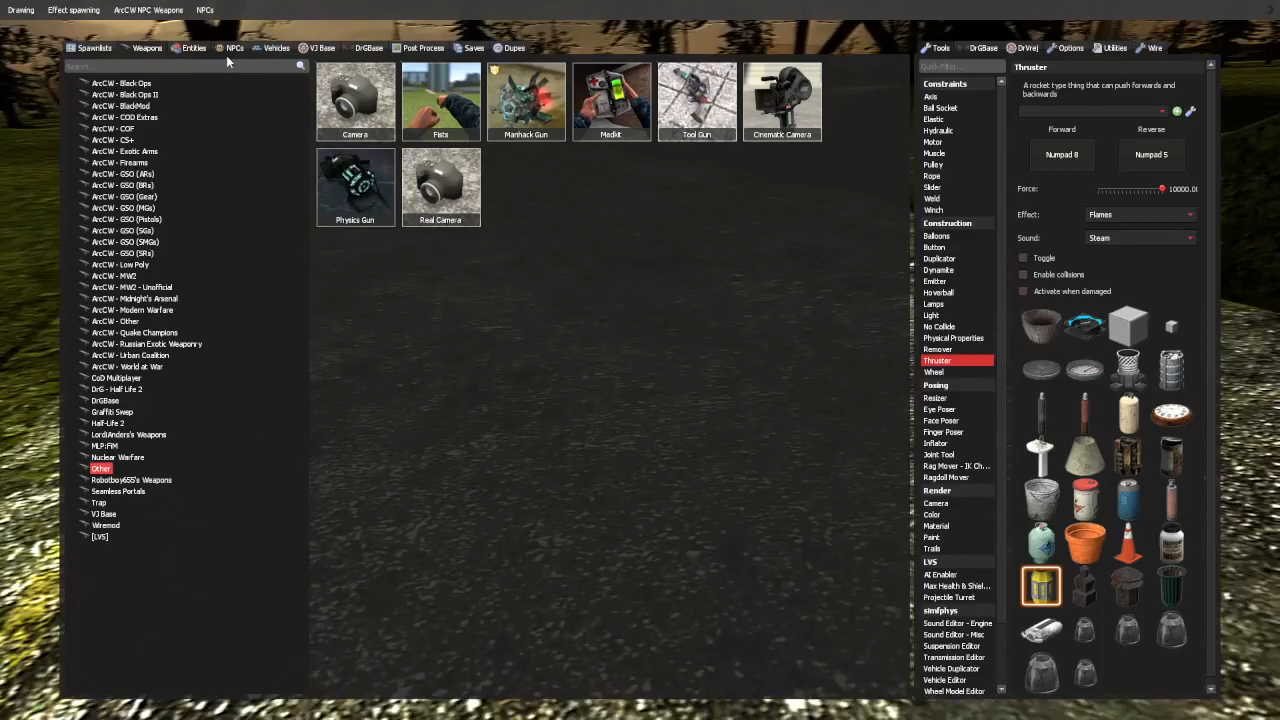 Drawing Effect spawning ArcCW NPC Weapons NPCs
Spawnlists Weapons Entities NPCs Vehicles VJ Base DrGBase Post Process Saves Dupes
Search...
ArcCW - Black Ops
ArcCW - Black Ops II
ArcCW - BlackMod
ArcCW - COD Extras
ArcCW - COF
ArcCW - CS+
ArcCW - Exotic Arms
ArcCW - Firearms
ArcCW - GSO (ARs)
ArcCW - GSO (BRs)
ArcCW - GSO (Gear)
ArcCW - GSO (MGs)
ArcCW - GSO (Pistols)
ArcCW - GSO (SGs)
ArcCW - GSO (SMGs)
ArcCW - GSO (SRs)
ArcCW - Low Poly
ArcCW - MW2
ArcCW - MW2 - Unofficial
ArcCW - Midnight's Arsenal
ArcCW - Modern Warfare
ArcCW - Other
ArcCW - Quake Champions
ArcCW - Russian Exotic Weaponry
ArcCW - Urban Coalition
ArcCW - World at War
CoD Multiplayer
DrG - Half Life 2
DrGBase
Graffiti Swep
Half-Life 2
LordiAnders's Weapons
MLP:FiM
Nuclear Warfare
Other
Robotboy655's Weapons
Seamless Portals
Trap
VJ Base
Wiremod
[LVS]
Camera Fists Manhack Gun Medkit Tool Gun Cinematic Camera
Physics Gun Real Camera
Tools DrGBase DrVrej Options Utilities Wire
Quick Filter...
Constraints
Axis
Ball Socket
Elastic
Hydraulic
Motor
Muscle
Pulley
Rope
Slider
Weld
Winch
Construction
Balloons
Button
Duplicator
Dynamite
Emitter
Hoverball
Lamps
Light
No Collide
Physical Properties
Remover
Thruster
Wheel
Posing
Resizer
Eye Poser
Face Poser
Finger Poser
Inflator
Joint Tool
Rag Mover - IK Ch...
Ragdoll Mover
Render
Camera
Color
Material
Paint
Trails
LVS
AI Enabler
Max Health & Shiel...
Projectile Turret
simfphys
Sound Editor - Engine
Sound Editor - Misc
Suspension Editor
Transmission Editor
Vehicle Duplicator
Vehicle Editor
Wheel Model Editor
Thruster
A rocket type thing that can push forwards and
backwards
Forward Reverse
Numpad 8 Numpad 5
Force: 10000.0
Effect: Flames
Sound: Steam
Toggle
Enable collisions
Activate when damaged